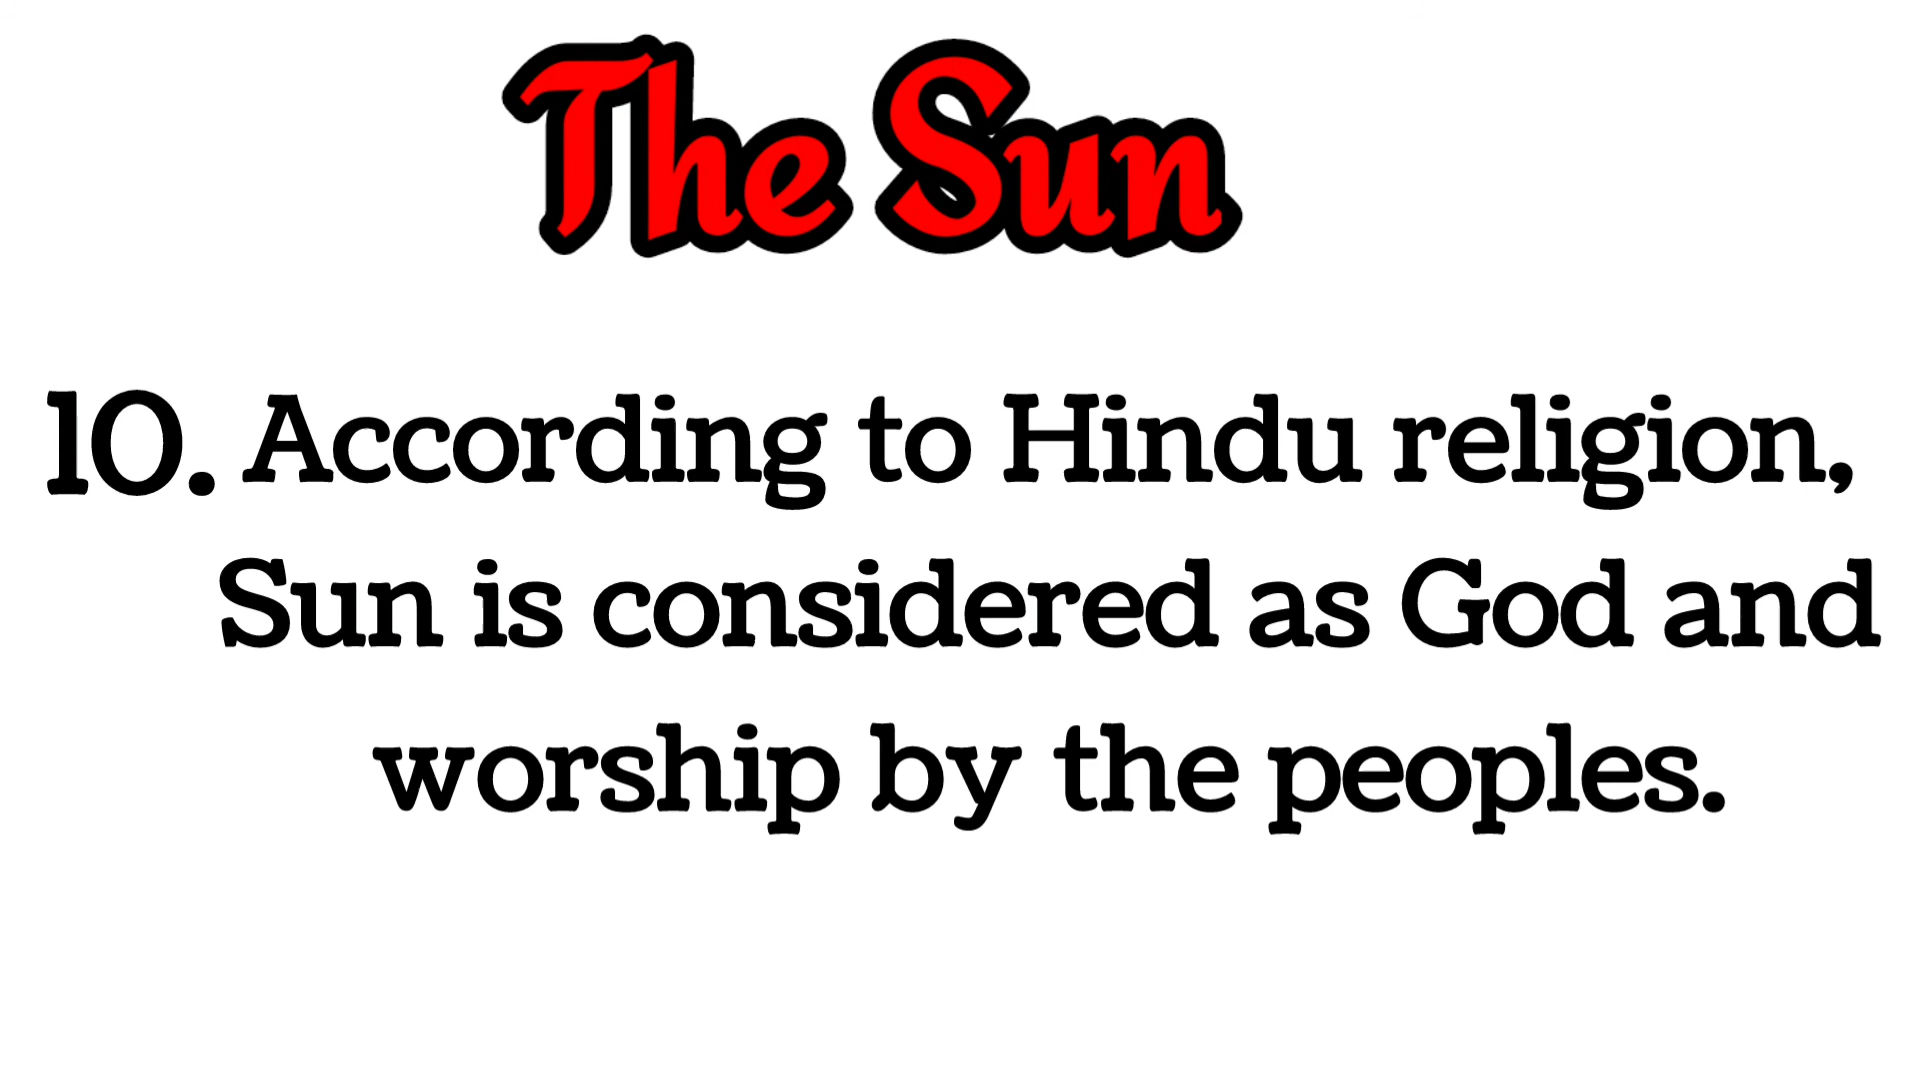 The Sun
10. According to Hindu religion,
Sun is considered as God and
worship by the peoples.